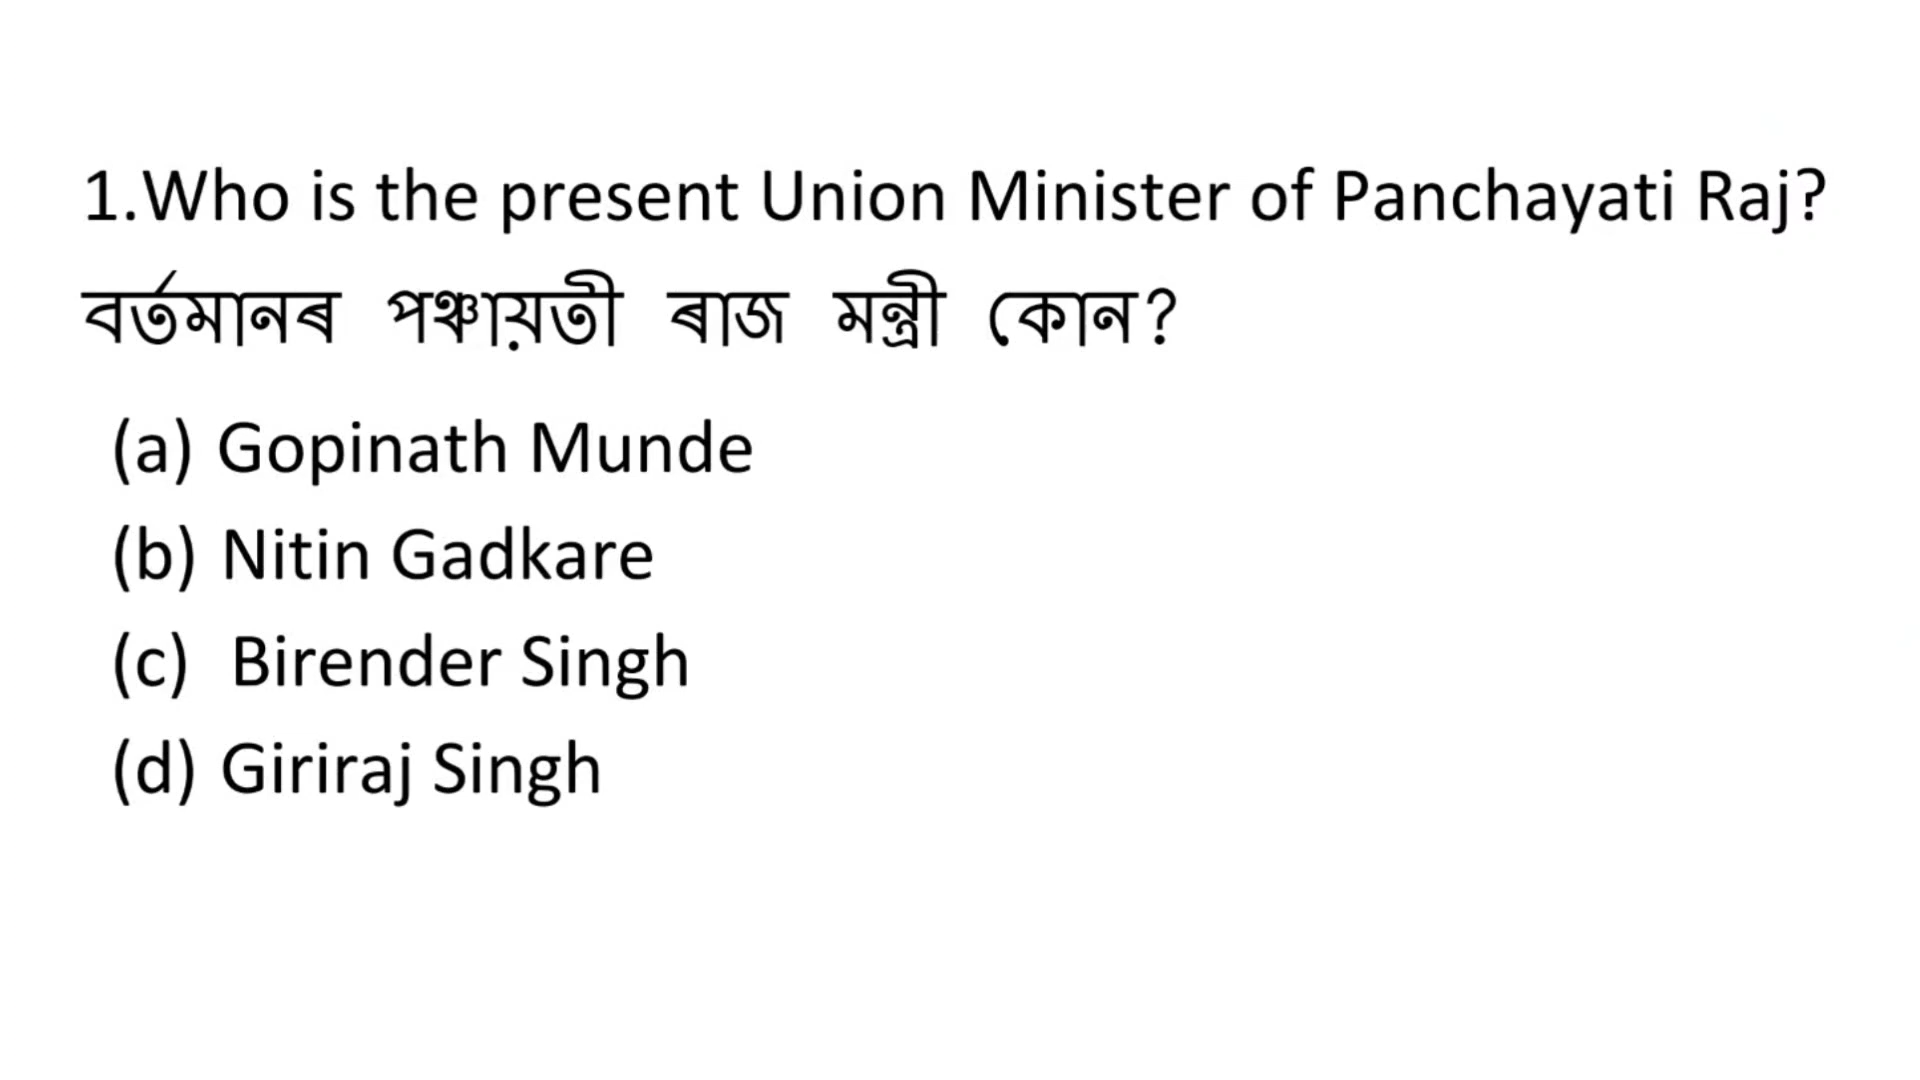 1.Who is the present Union Minister of Panchayati Raj?
বৰ্তমানৰ পঞ্চায়তী ৰাজ মন্ত্ৰী কোন?
(a) Gopinath Munde
(b) Nitin Gadkare
(c) Birender Singh
(d) Giriraj Singh